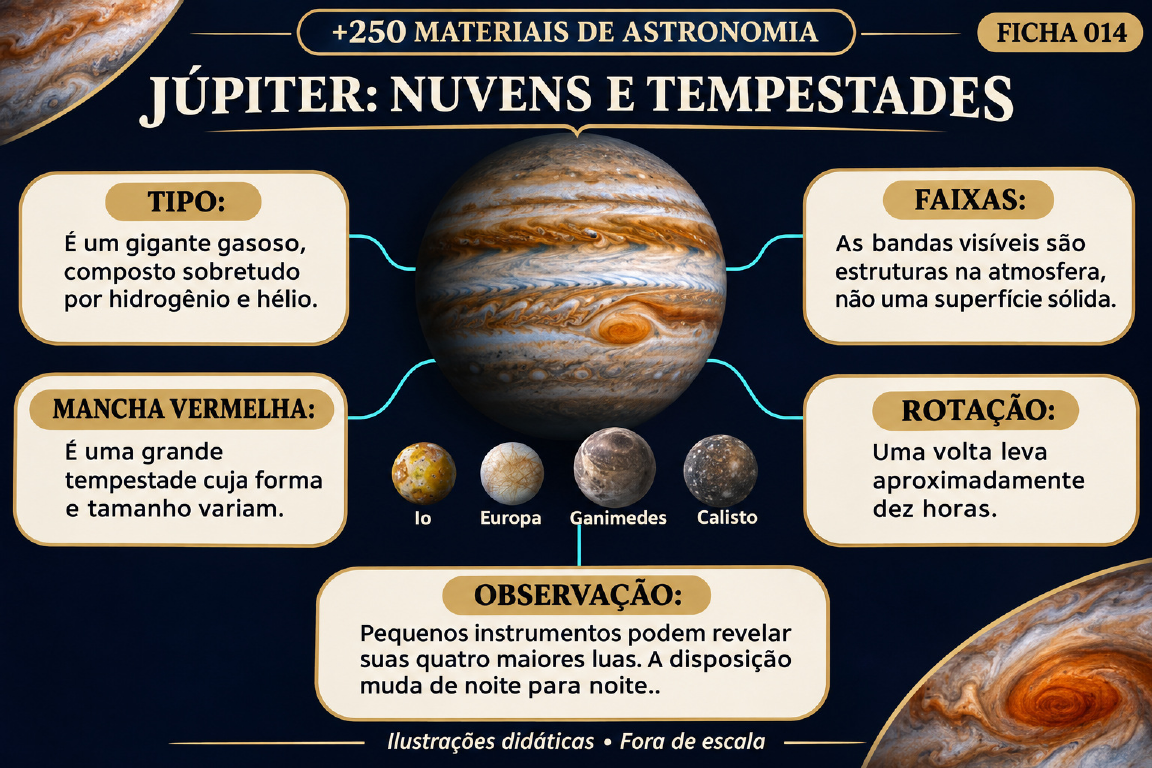 +250 MATERIAIS DE ASTRONOMIA
FICHA 014
JÚPITER: NUVENS E TEMPESTADES
TIPO:
É um gigante gasoso,
composto sobretudo
por hidrogênio e hélio.
FAIXAS:
As bandas visíveis são
estruturas na atmosfera,
não uma superfície sólida.
MANCHA VERMELHA:
É uma grande
tempestade cuja forma
e tamanho variam.
ROTAÇÃO:
Uma volta leva
aproximadamente
dez horas.
Io
Europa
Ganimedes
Calisto
OBSERVAÇÃO:
Pequenos instrumentos podem revelar
suas quatro maiores luas. A disposição
muda de noite para noite..
Ilustrações didáticas • Fora de escala